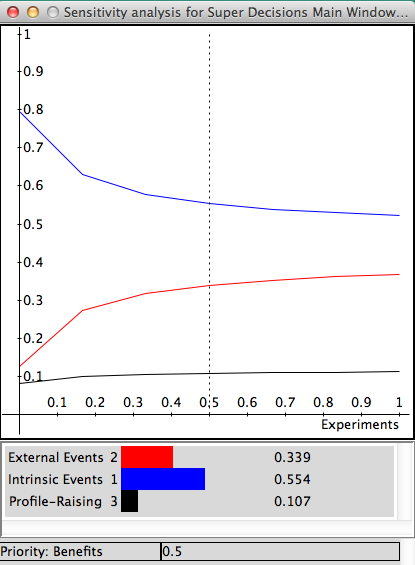 Sensitivity analysis for Super Decisions Main Window...
1
0.9
0.8
0.7
0.6
0.5
0.4
0.3
0.2
0.1
0.1 0.2 0.3 0.4 0.5 0.6 0.7 0.8 0.9 1
Experiments
External Events 2 0.339
Intrinsic Events 1 0.554
Profile-Raising 3 0.107
Priority: Benefits 0.5